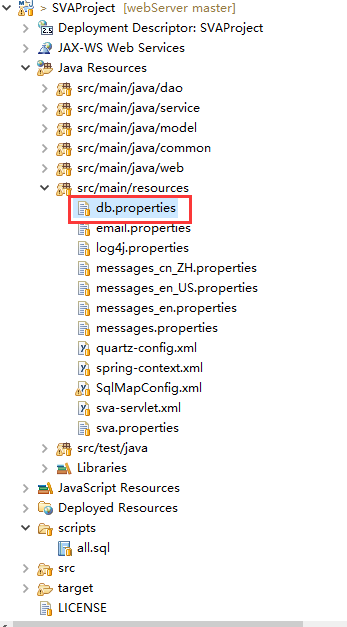 > SVAProject [webServer master]
Deployment Descriptor: SVAProject
JAX-WS Web Services
Java Resources
src/main/java/dao
src/main/java/service
src/main/java/model
src/main/java/common
src/main/java/web
src/main/resources
db.properties
email.properties
log4j.properties
messages_cn_ZH.properties
messages_en_US.properties
messages_en.properties
messages.properties
quartz-config.xml
spring-context.xml
SqlMapConfig.xml
sva-servlet.xml
sva.properties
src/test/java
Libraries
JavaScript Resources
Deployed Resources
scripts
all.sql
src
target
LICENSE